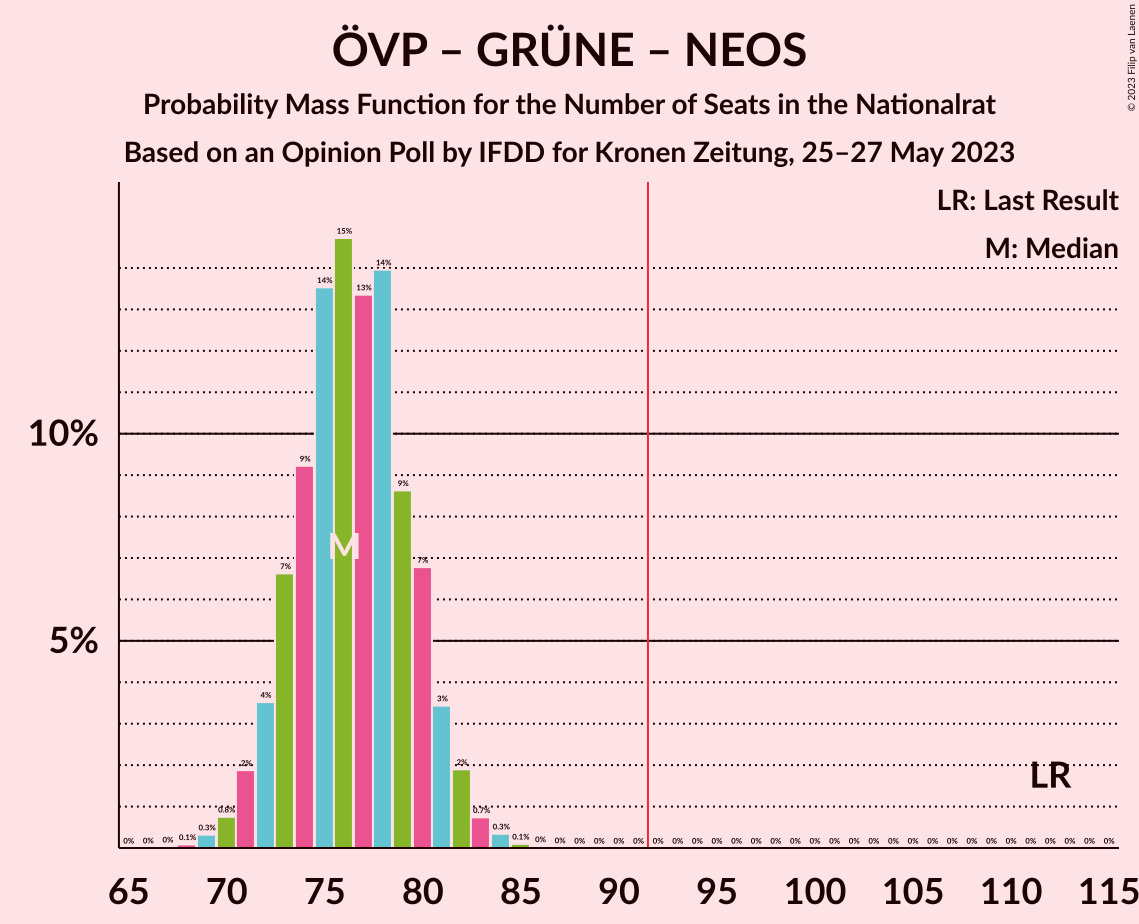 ÖVP – GRÜNE – NEOS
Probability Mass Function for the Number of Seats in the Nationalrat
Based on an Opinion Poll by IFDD for Kronen Zeitung, 25–27 May 2023
© 2023 Filip van Laenen
LR: Last Result
M: Median
10%
5%
0% 0% 0% 0.1% 0.3% 0.8% 2% 4% 7% 9% 14% 15% 13% 14% 9% 7% 3% 2% 0.7% 0.3% 0.1% 0% 0% 0% 0% 0% 0% 0% 0% 0% 0% 0% 0% 0% 0% 0% 0% 0% 0% 0% 0% 0% 0% 0% 0% 0% 0% 0% 0% 0% 0%
M
LR
65 70 75 80 85 90 95 100 105 110 115